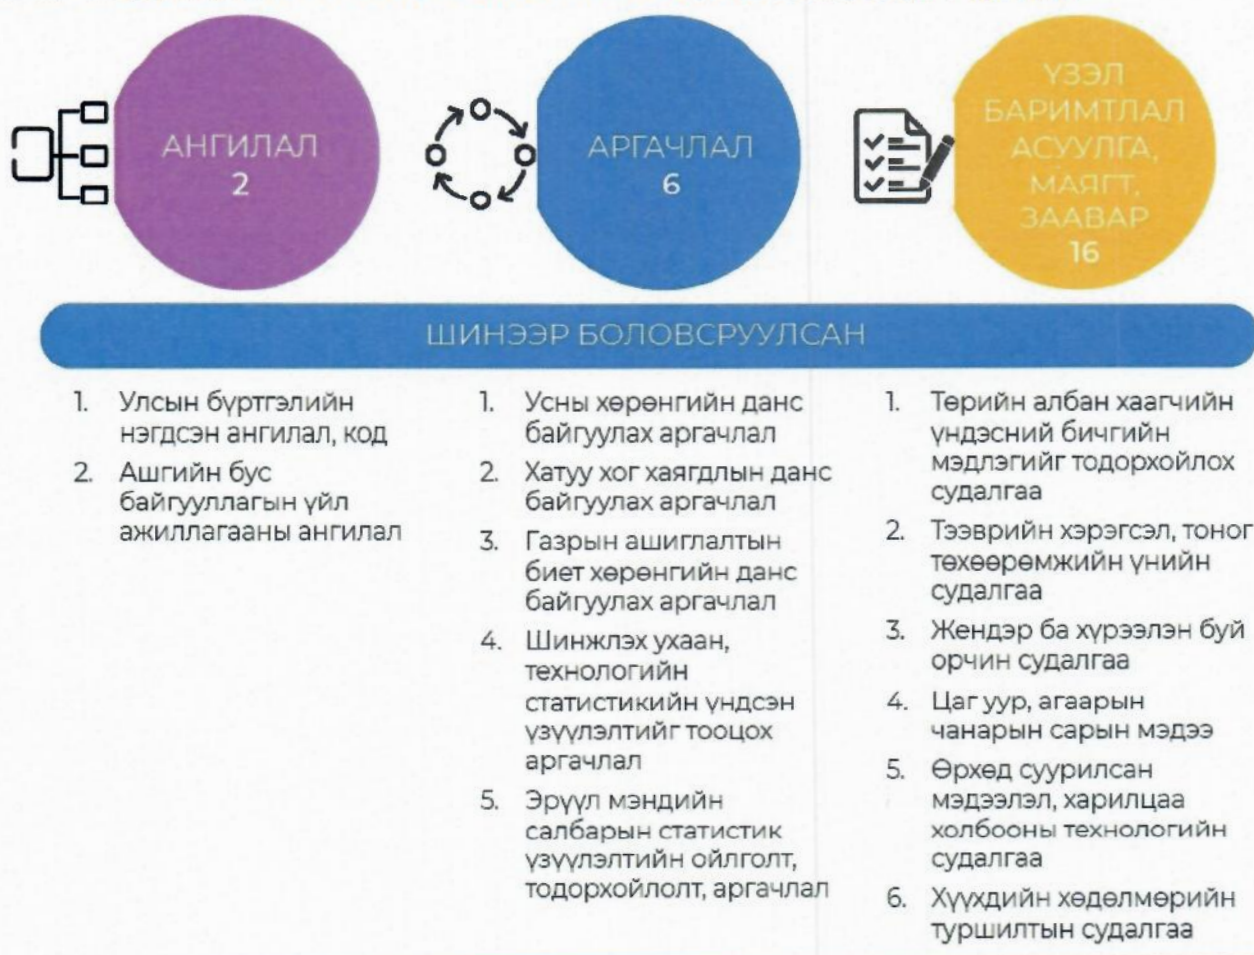 АНГИЛАЛ
2
АРГАЧЛАЛ
6
ҮЗЭЛ
БАРИМТЛАЛ
АСУУЛГА,
МАЯГТ,
ЗААВАР
16
ШИНЭЭР БОЛОВСРУУЛСАН
1. Улсын бүртгэлийн
нэгдсэн ангилал, код
2. Ашгийн бус
байгууллагын үйл
ажиллагааны ангилал
1. Усны хөрөнгийн данс
байгуулах аргачлал
2. Хатуу хог хаягдлын данс
байгуулах аргачлал
3. Газрын ашиглалтын
биет хөрөнгийн данс
байгуулах аргачлал
4. Шинжлэх ухаан,
технологийн
статистикийн үндсэн
үзүүлэлтийг тооцох
аргачлал
5. Эрүүл мэндийн
салбарын статистик
үзүүлэлтийн ойлголт,
тодорхойлолт, аргачлал
1. Төрийн албан хаагчийн
үндэсний бичгийн
мэдлэгийг тодорхойлох
судалгаа
2. Тээврийн хэрэгсэл, тоног
төхөөрөмжийн үнийн
судалгаа
3. Жендэр ба хүрээлэн буй
орчин судалгаа
4. Цаг уур, агаарын
чанарын сарын мэдээ
5. Өрхөд суурилсан
мэдээлэл, харилцаа
холбооны технологийн
судалгаа
6. Хүүхдийн хөдөлмөрийн
туршилтын судалгаа